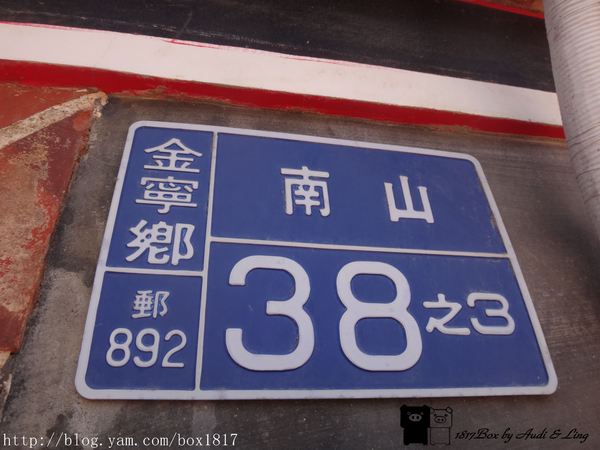 金寧鄉
南山
郵
892
38之3
1817Box by Audi & Ling
http://blog.yam.com/box1817